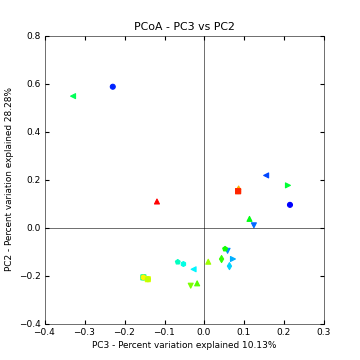 PCoA - PC3 vs PC2
PC2 - Percent variation explained 28.28%
0.8
0.6
0.4
0.2
0.0
−0.2
−0.4
−0.4 −0.3 −0.2 −0.1 0.0 0.1 0.2 0.3
PC3 - Percent variation explained 10.13%